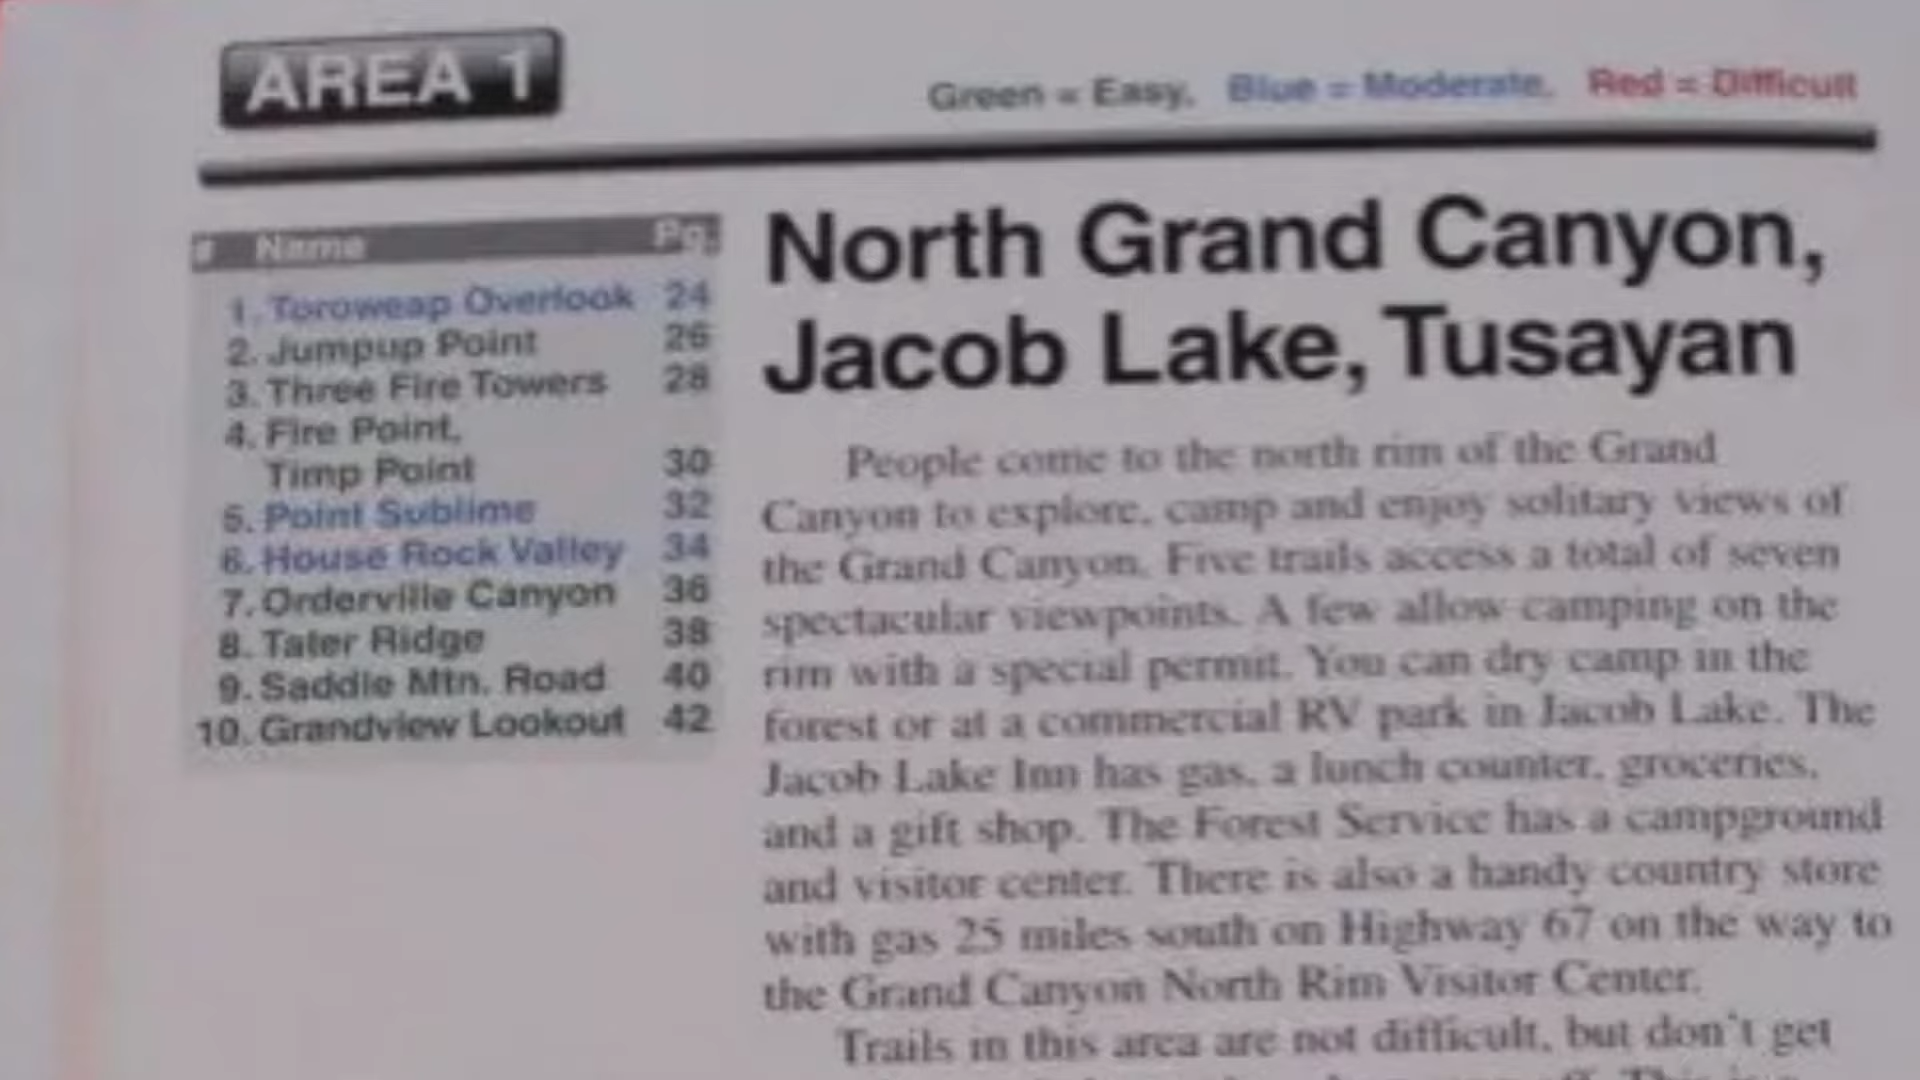 AREA 1
Green = Easy, Blue = Moderate, Red = Difficult
# Name Pg.
1. Toroweap Overlook 24
2. Jumpup Point 26
3. Three Fire Towers 28
4. Fire Point,
Timp Point 30
5. Point Sublime 32
6. House Rock Valley 34
7. Orderville Canyon 36
8. Tater Ridge 38
9. Saddle Mtn. Road 40
10. Grandview Lookout 42
North Grand Canyon,
Jacob Lake, Tusayan
People come to the north rim of the Grand
Canyon to explore, camp and enjoy solitary views of
the Grand Canyon. Five trails access a total of seven
spectacular viewpoints. A few allow camping on the
rim with a special permit. You can dry camp in the
forest or at a commercial RV park in Jacob Lake. The
Jacob Lake Inn has gas, a lunch counter, groceries,
and a gift shop. The Forest Service has a campground
and visitor center. There is also a handy country store
with gas 25 miles south on Highway 67 on the way to
the Grand Canyon North Rim Visitor Center.
Trails in this area are not difficult, but don't get